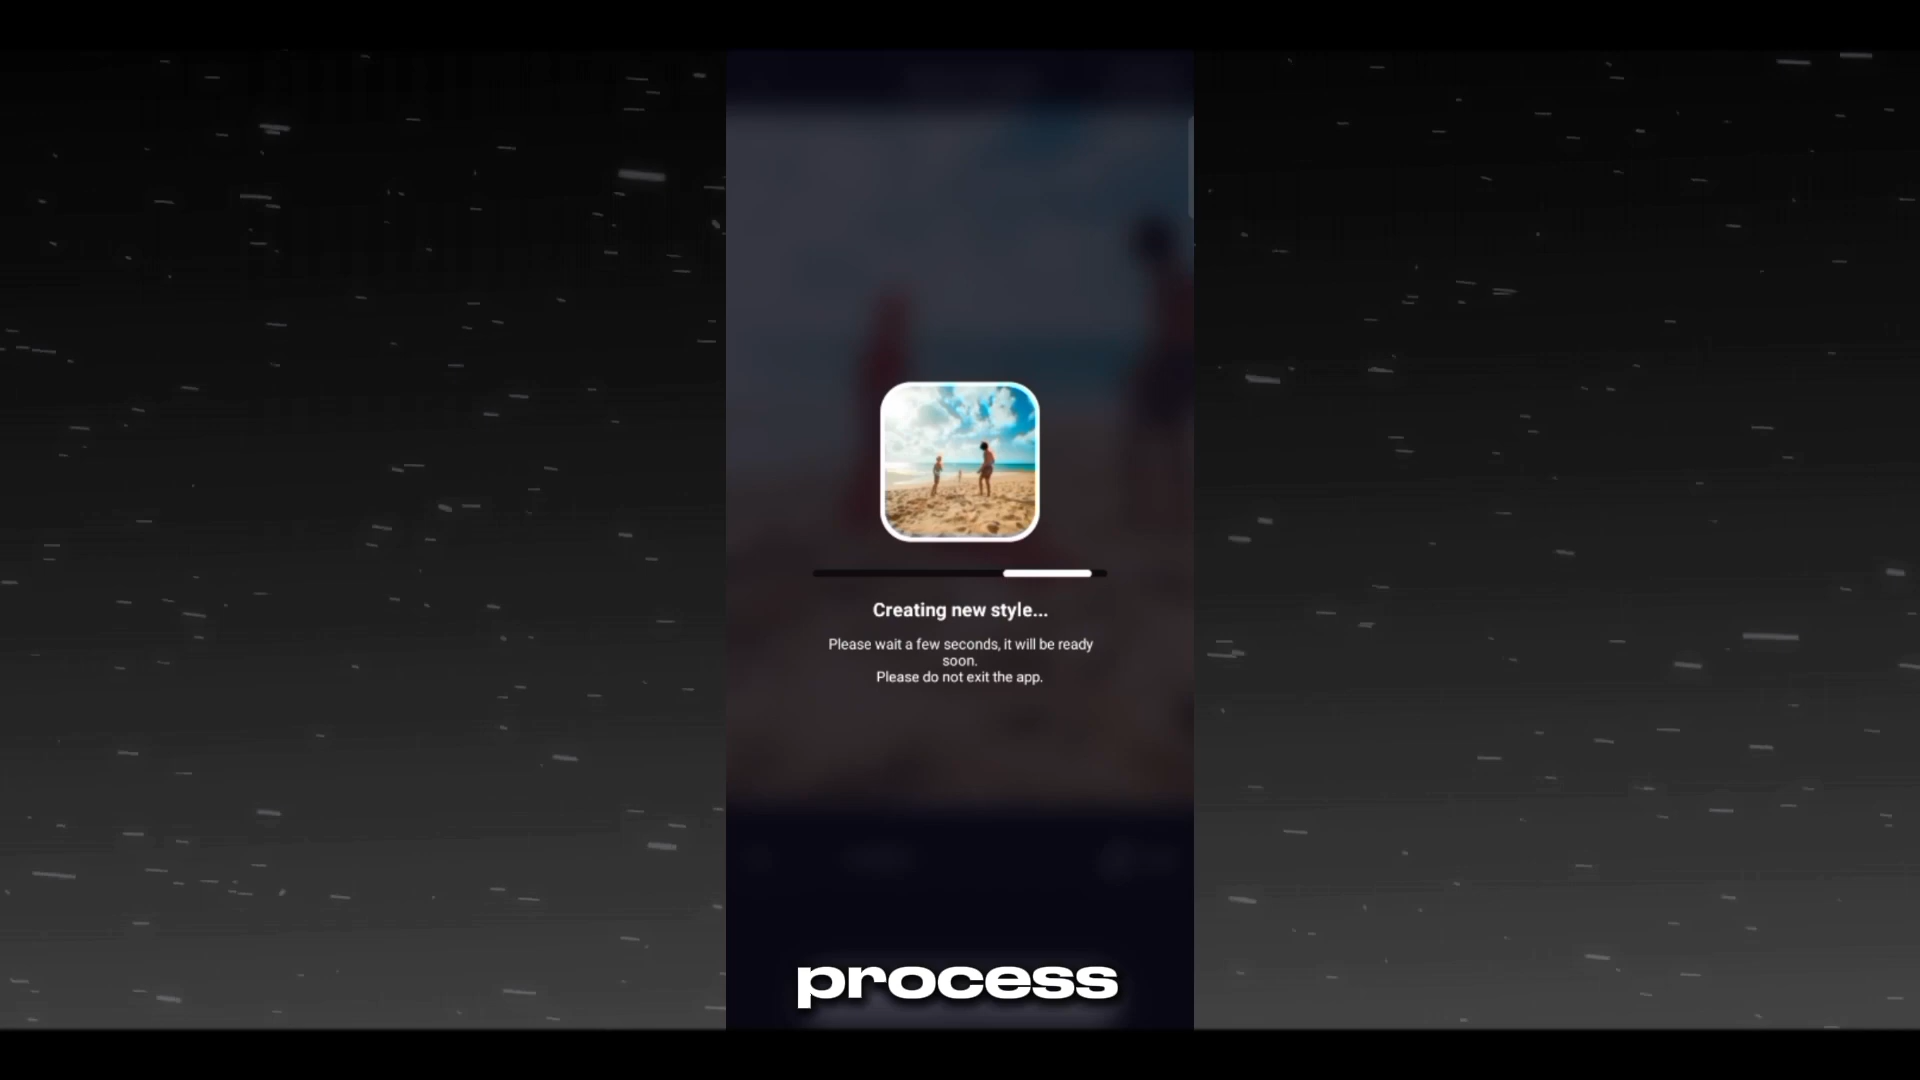 Creating new style...
Please wait a few seconds, it will be ready
soon.
Please do not exit the app.
process